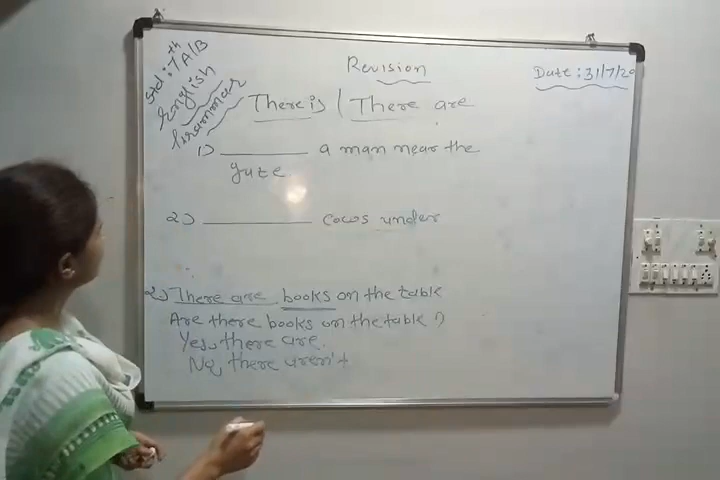 Std: 7th A/B
English
Grammar
Revision
Date: 31/7/20
There is / There are
1) ________ a man near the
gate.
2) ________ cows under
2) There are books on the table
Are there books on the table?
Yes, there are.
No, there aren't